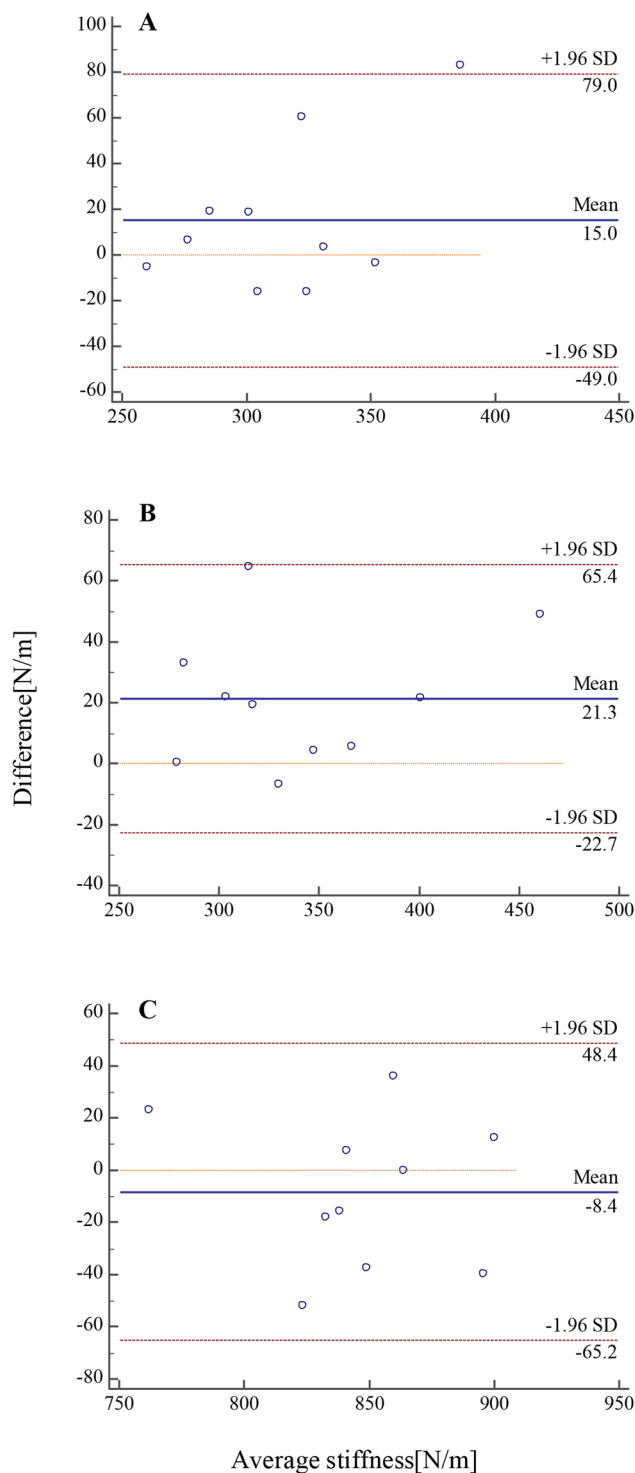 A
100
80
60
40
20
0
-20
-40
-60
+1.96 SD
79.0
Mean
15.0
-1.96 SD
-49.0
250 300 350 400 450
B
80
60
40
20
0
-20
-40
+1.96 SD
65.4
Mean
21.3
-1.96 SD
-22.7
250 300 350 400 450 500
Difference[N/m]
C
60
40
20
0
-20
-40
-60
-80
+1.96 SD
48.4
Mean
-8.4
-1.96 SD
-65.2
750 800 850 900 950
Average stiffness[N/m]